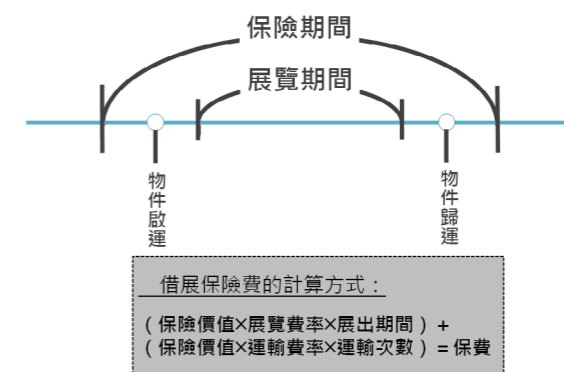 保險期間
展覽期間
物件啟運
物件歸運
借展保險費的計算方式：
（保險價值×展覽費率×展出期間）+
（保險價值×運輸費率×運輸次數）= 保費